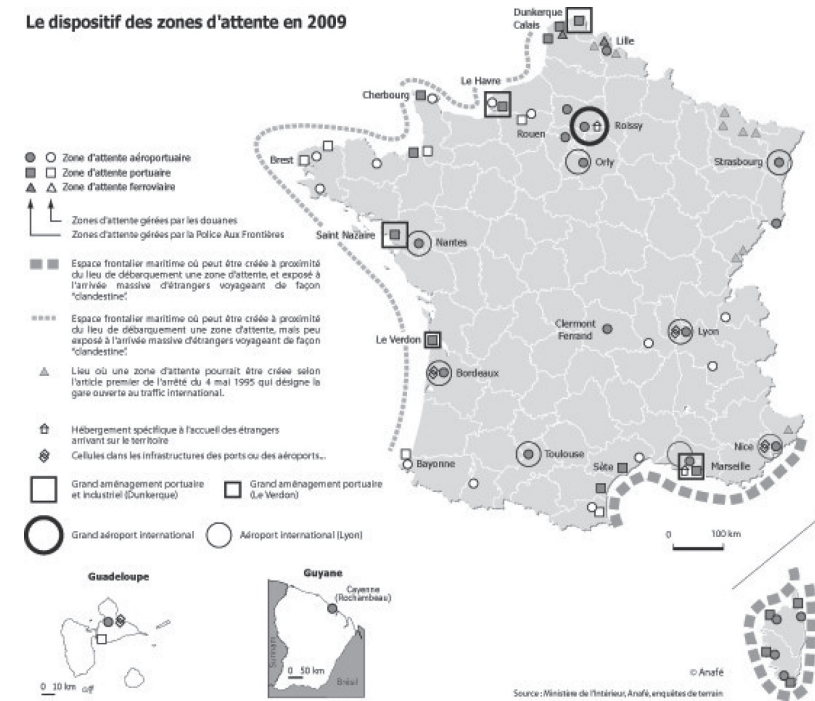 Le dispositif des zones d'attente en 2009
Dunkerque
Calais
Lille
Le Havre
Cherbourg
Rouen
Roissy
Orly
Strasbourg
Brest
Zone d'attente aéroportuaire
Zone d'attente portuaire
Zone d'attente ferroviaire
Zones d'attente gérées par les douanes
Zones d'attente gérées par la Police Aux Frontières
Saint Nazaire
Nantes
Espace frontalier maritime où peut être créée à proximité
du lieu de débarquement une zone d'attente, et exposé à
l'arrivée massive d'étrangers voyageant de façon
"clandestine".
Espace frontalier maritime où peut être créée à proximité
du lieu de débarquement une zone d'attente, mais peu
exposé à l'arrivée massive d'étrangers voyageant de façon
"clandestine".
Le Verdon
Clermont
Ferrand
Lyon
Lieu où une zone d'attente pourrait être créee selon
l'article premier de l'arrêté du 4 mai 1995 qui désigne la
gare ouverte au traffic international.
Bordeaux
Hébergement spécifique à l'accueil des étrangers
arrivant sur le territoire
Cellules dans les infrastructures des ports ou des aéroports...
Bayonne
Toulouse
Sète
Marseille
Nice
Grand aménagement portuaire
et industriel (Dunkerque)
Grand aménagement portuaire
(Le Verdon)
Grand aéroport international
Aéroport international (Lyon)
0 100 km
Guadeloupe
0 10 km
Guyane
Cayenne
(Rochambeau)
Surinam
0 50 km
Brésil
© Anafé
Source : Ministère de l'Intérieur, Anafé, enquêtes de terrain